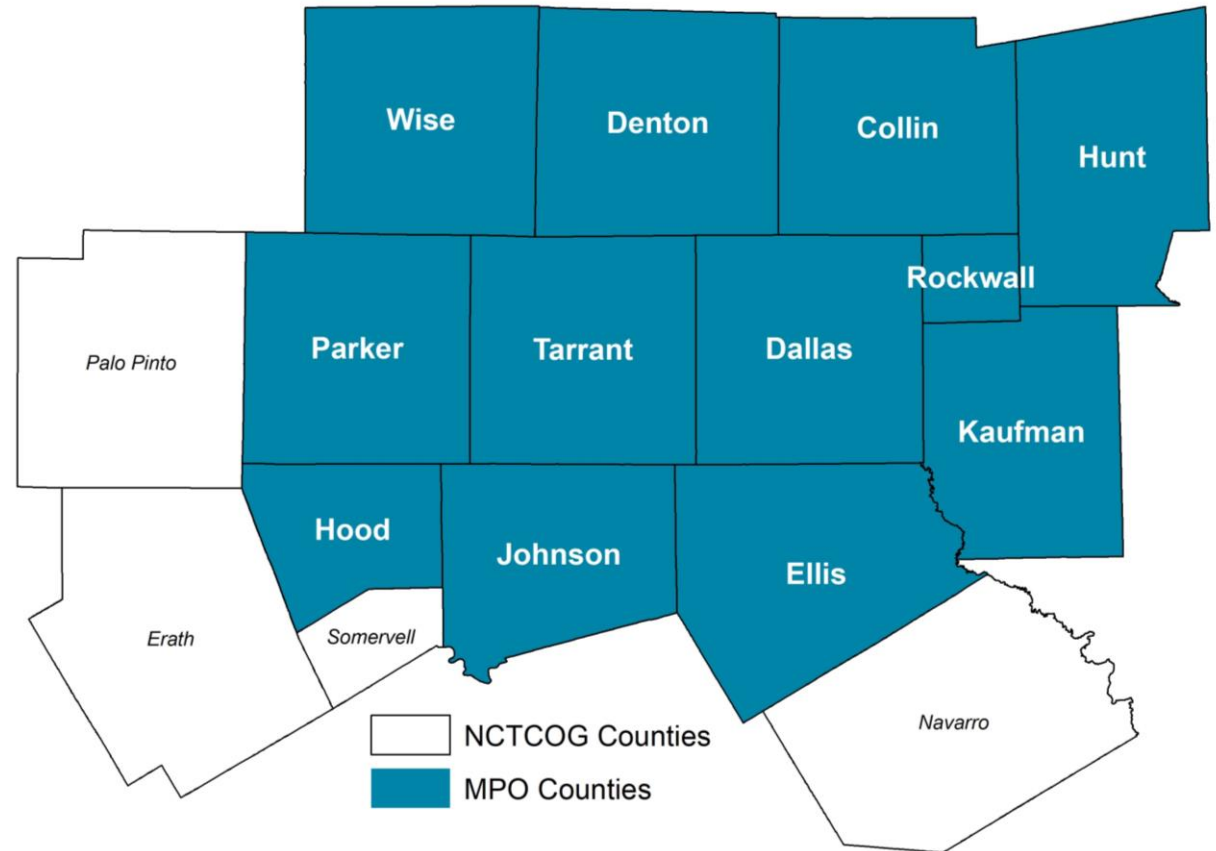 Wise
Denton
Collin
Hunt
Rockwall
Parker
Tarrant
Dallas
Palo Pinto
Kaufman
Hood
Johnson
Ellis
Erath
Somervell
Navarro
NCTCOG Counties
MPO Counties